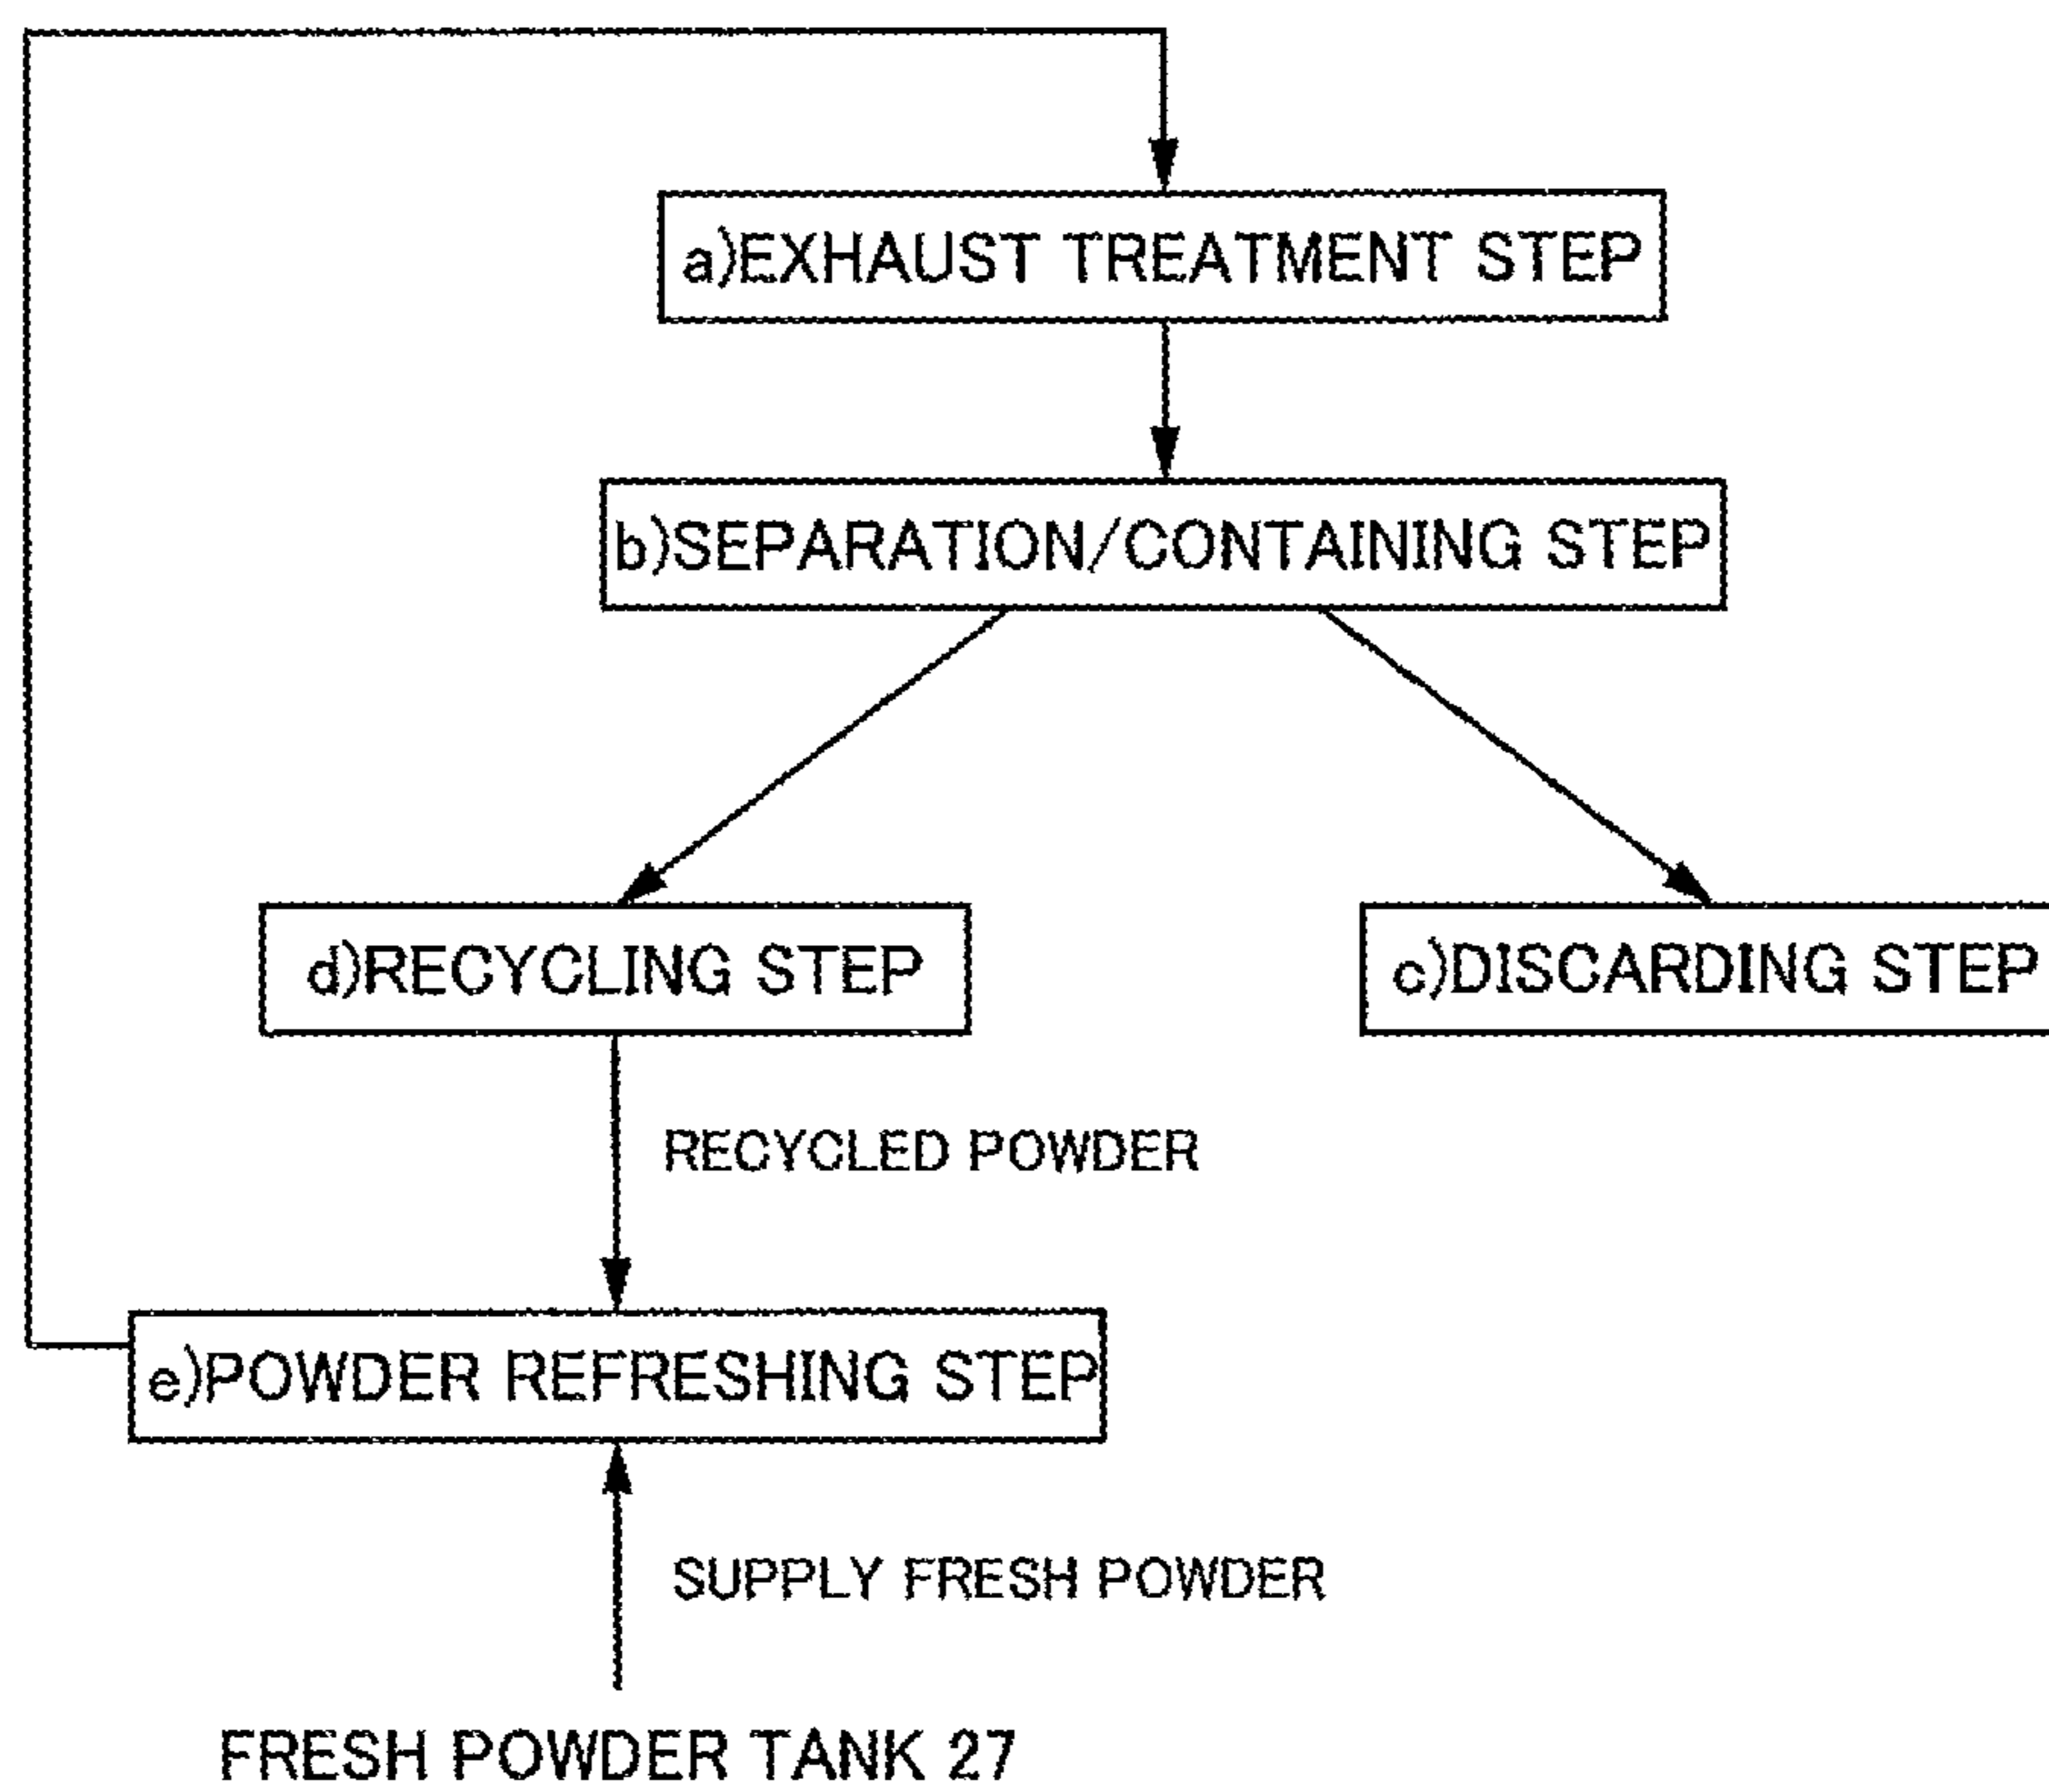 a)EXHAUST TREATMENT STEP
b)SEPARATION/CONTAINING STEP
d)RECYCLING STEP
c)DISCARDING STEP
RECYCLED POWDER
e)POWDER REFRESHING STEP
SUPPLY FRESH POWDER
FRESH POWDER TANK 27